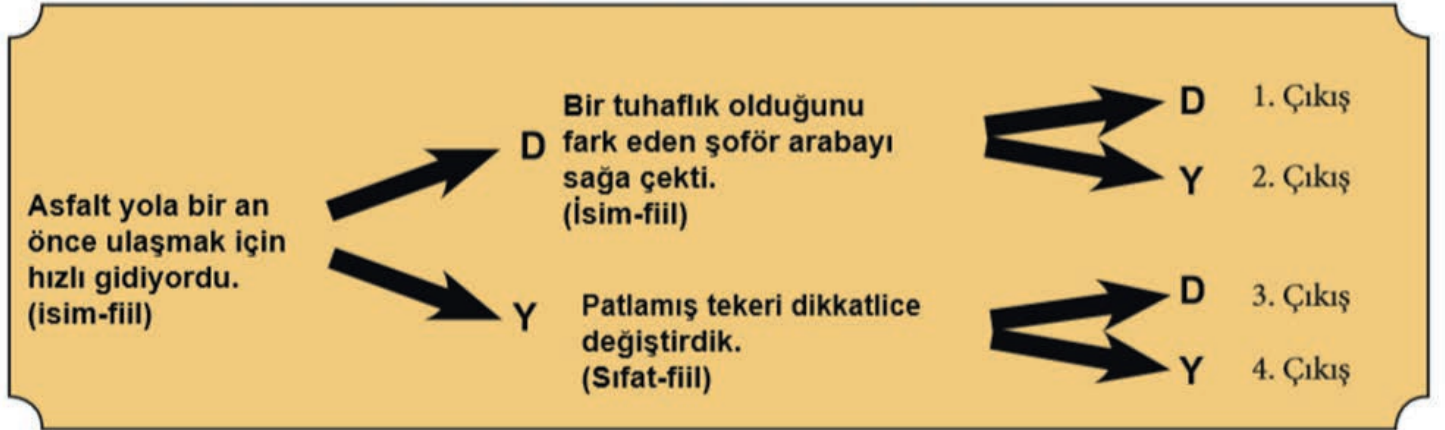 Asfalt yola bir an
önce ulaşmak için
hızlı gidiyordu.
(isim-fiil)
D
Bir tuhaflık olduğunu
fark eden şoför arabayı
sağa çekti.
(İsim-fiil)
D 1. Çıkış
Y 2. Çıkış
Y
Patlamış tekeri dikkatlice
değiştirdik.
(Sıfat-fiil)
D 3. Çıkış
Y 4. Çıkış